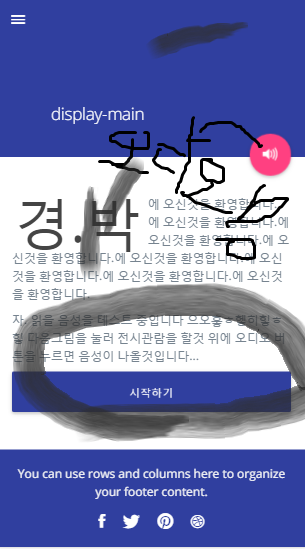 display-main
경.박
에 오신것을 환영합니다.
에 오신것을 환영합니다.에
오신것을 환영합니다.에 오
신것을 환영합니다.에 오신것을 환영합니다.에 오신
것을 환영합니다.에 오신것을 환영합니다.에 오신것
을 환영합니다.
자. 읽을 음성을 테스트 중입니다
다음그림을 눌러 전시관람을 할것 위에 오디오 버
튼을 누르면 음성이 나올것입니다...
시작하기
You can use rows and columns here to organize
your footer content.